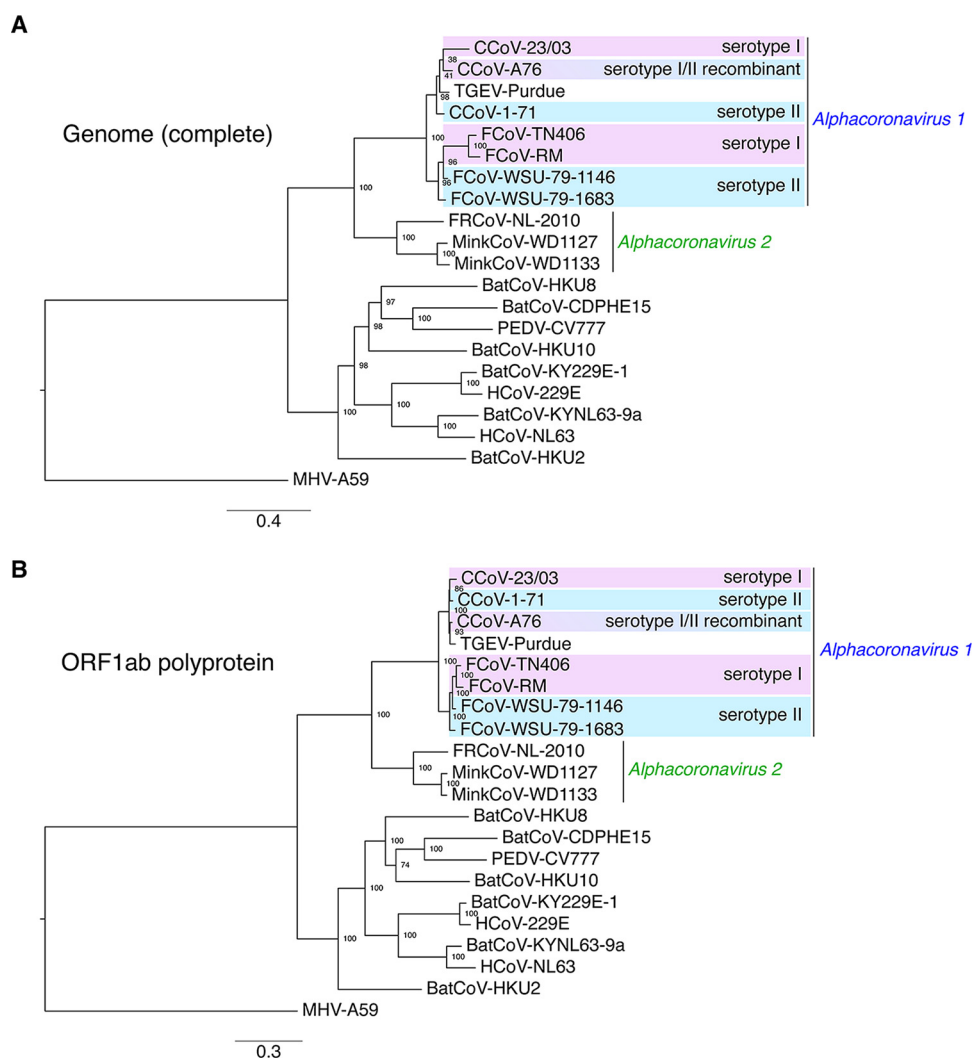 A
CCoV-23/03 serotype I
38
CCoV-A76 serotype I/II recombinant
41
TGEV-Purdue
98
CCoV-1-71 serotype II
Alphacoronavirus 1
Genome (complete)
100
FCoV-TN406
100 serotype I
FCoV-RM
96
FCoV-WSU-79-1146
96 serotype II
FCoV-WSU-79-1683
100
FRCoV-NL-2010
100
MinkCoV-WD1127 Alphacoronavirus 2
100
MinkCoV-WD1133
BatCoV-HKU8
97
BatCoV-CDPHE15
100
PEDV-CV777
98
BatCoV-HKU10
98
BatCoV-KY229E-1
100
HCoV-229E
100
100
BatCoV-KYNL63-9a
100
HCoV-NL63
BatCoV-HKU2
MHV-A59
0.4
B
CCoV-23/03 serotype I
86
CCoV-1-71 serotype II
100
CCoV-A76 serotype I/II recombinant
93
TGEV-Purdue
Alphacoronavirus 1
ORF1ab polyprotein
100
FCoV-TN406
100 serotype I
FCoV-RM
100
FCoV-WSU-79-1146
100 serotype II
FCoV-WSU-79-1683
100
FRCoV-NL-2010
100
MinkCoV-WD1127 Alphacoronavirus 2
100
MinkCoV-WD1133
BatCoV-HKU8
100
BatCoV-CDPHE15
100
PEDV-CV777
74
BatCoV-HKU10
100
BatCoV-KY229E-1
100
HCoV-229E
100
100
BatCoV-KYNL63-9a
100
HCoV-NL63
BatCoV-HKU2
MHV-A59
0.3